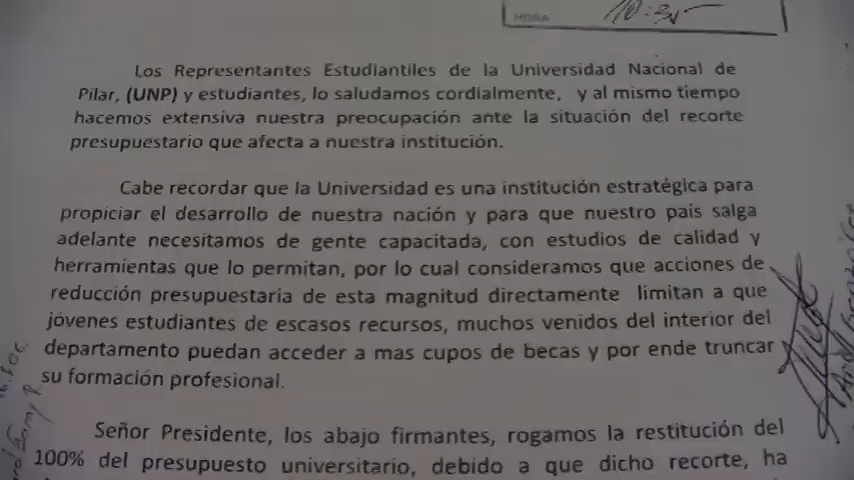 HORA
Los Representantes Estudiantiles de la Universidad Nacional de
Pilar, (UNP) y estudiantes, lo saludamos cordialmente, y al mismo tiempo
hacemos extensiva nuestra preocupación ante la situación del recorte
presupuestario que afecta a nuestra institución.
Cabe recordar que la Universidad es una institución estratégica para
propiciar el desarrollo de nuestra nación y para que nuestro país salga
adelante necesitamos de gente capacitada, con estudios de calidad y
herramientas que lo permitan, por lo cual consideramos que acciones de
reducción presupuestaria de esta magnitud directamente limitan a que
jóvenes estudiantes de escasos recursos, muchos venidos del interior del
departamento puedan acceder a mas cupos de becas y por ende truncar
su formación profesional.
Señor Presidente, los abajo firmantes, rogamos la restitución del
100% del presupuesto universitario, debido a que dicho recorte, ha